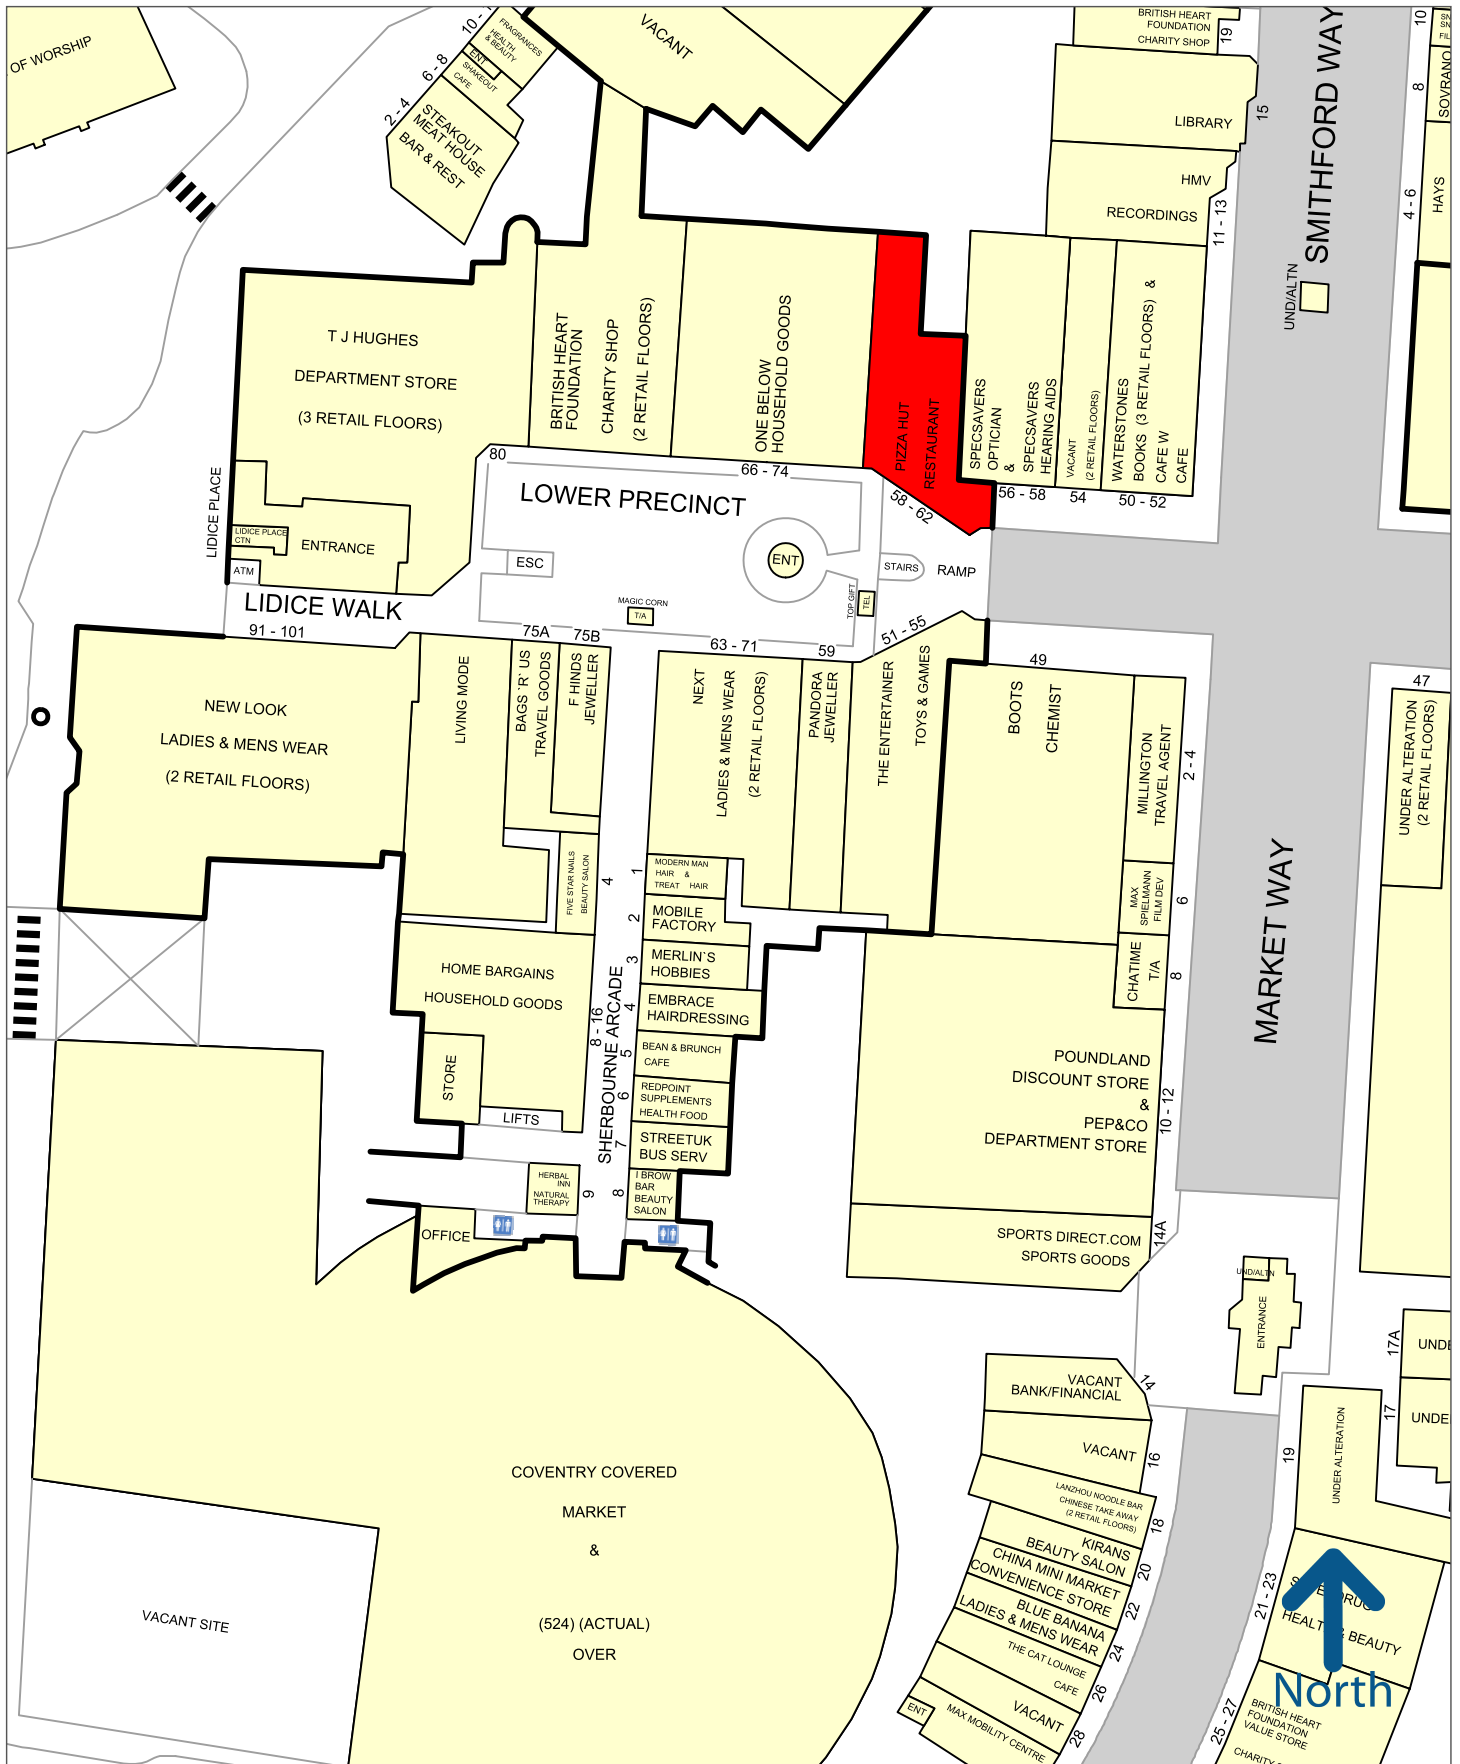 OF WORSHIP
10 -
FRAGRANCES
HEALTH
& BEAUTY
ENT
6 - 8
SHAKEOUT
CAFE
2 - 4
STEAKOUT
MEAT HOUSE
BAR & REST
VACANT
BRITISH HEART
FOUNDATION
CHARITY SHOP
19
LIBRARY
15
HMV
RECORDINGS
11 - 13
SMITHFORD WAY
UND/ALTN
10
SOVRANO
8
HAYS
4 - 6
T J HUGHES
DEPARTMENT STORE
(3 RETAIL FLOORS)
BRITISH HEART
FOUNDATION
CHARITY SHOP
(2 RETAIL FLOORS)
ONE BELOW
HOUSEHOLD GOODS
PIZZA HUT
RESTAURANT
SPECSAVERS
OPTICIAN
&
SPECSAVERS
HEARING AIDS
VACANT
(2 RETAIL FLOORS)
WATERSTONES
BOOKS (3 RETAIL FLOORS) &
CAFE W
CAFE
80
66 - 74
58 - 62
56 - 58
54
50 - 52
LOWER PRECINCT
LIDICE PLACE
LIDICE PLACE
CTN
ENTRANCE
ATM
ESC
ENT
STAIRS
RAMP
MAGIC CORN
T/A
TOP GIFT
TEL
LIDICE WALK
91 - 101
75A
75B
63 - 71
59
51 - 55
49
47
NEW LOOK
LADIES & MENS WEAR
(2 RETAIL FLOORS)
LIVING MODE
BAGS `R` US
TRAVEL GOODS
F HINDS
JEWELLER
NEXT
LADIES & MENS WEAR
(2 RETAIL FLOORS)
PANDORA
JEWELLER
THE ENTERTAINER
TOYS & GAMES
BOOTS
CHEMIST
MILLINGTON
TRAVEL AGENT
2 - 4
UNDER ALTERATION
(2 RETAIL FLOORS)
MARKET WAY
FIVE STAR NAILS
BEAUTY SALON
4
1
MODERN MAN
HAIR &
TREAT HAIR
2
MOBILE
FACTORY
3
MERLIN`S
HOBBIES
4
EMBRACE
HAIRDRESSING
5
BEAN & BRUNCH
CAFE
6
REDPOINT
SUPPLEMENTS
HEALTH FOOD
7
STREETUK
BUS SERV
8
I BROW
BAR
BEAUTY
SALON
MAX
SPIELMANN
FILM DEV
6
CHATIME
T/A
8
HOME BARGAINS
HOUSEHOLD GOODS
8 - 16
SHERBOURNE ARCADE
STORE
LIFTS
HERBAL
INN
NATURAL
THERAPY
9
OFFICE
POUNDLAND
DISCOUNT STORE
&
PEP&CO
DEPARTMENT STORE
10 - 12
SPORTS DIRECT.COM
SPORTS GOODS
14A
UND/ALTN
ENTRANCE
17A
UNDE
17
UNDE
VACANT
BANK/FINANCIAL
14
VACANT
16
LANZHOU NOODLE BAR
CHINESE TAKE AWAY
(2 RETAIL FLOORS)
18
KIRANS
BEAUTY SALON
20
CHINA MINI MARKET
CONVENIENCE STORE
22
BLUE BANANA
LADIES & MENS WEAR
24
THE CAT LOUNGE
CAFE
26
VACANT
28
ENT
MAX MOBILITY CENTRE
19
UNDER ALTERATION
21 - 23
HEALTH & BEAUTY
North
25 - 27
BRITISH HEART
FOUNDATION
VALUE STORE
COVENTRY COVERED
MARKET
&
(524) (ACTUAL)
OVER
VACANT SITE